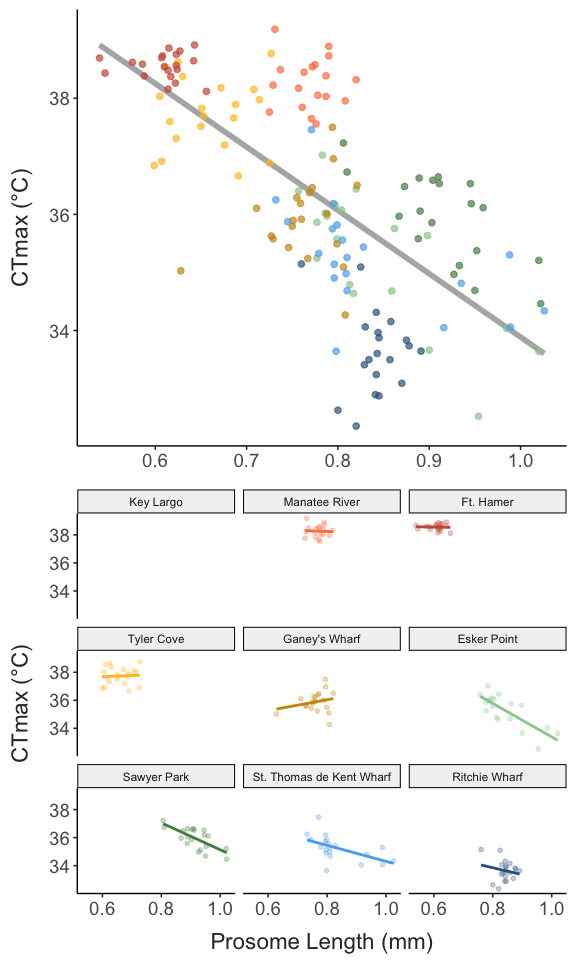 CTmax (°C)
38
36
34
0.6 0.7 0.8 0.9 1.0
Key Largo Manatee River Ft. Hamer
38
36
34
Tyler Cove Ganey's Wharf Esker Point
CTmax (°C)
38
36
34
Sawyer Park St. Thomas de Kent Wharf Ritchie Wharf
38
36
34
0.6 0.8 1.0 0.6 0.8 1.0 0.6 0.8 1.0
Prosome Length (mm)